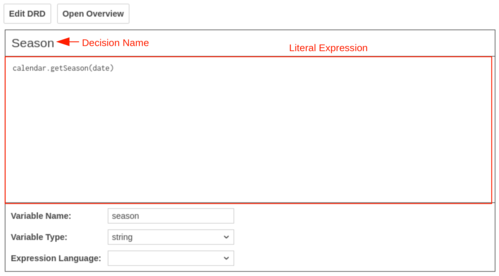 Edit DRD Open Overview
Season Decision Name
Literal Expression
calendar.getSeason(date)
Variable Name: season
Variable Type: string
Expression Language: